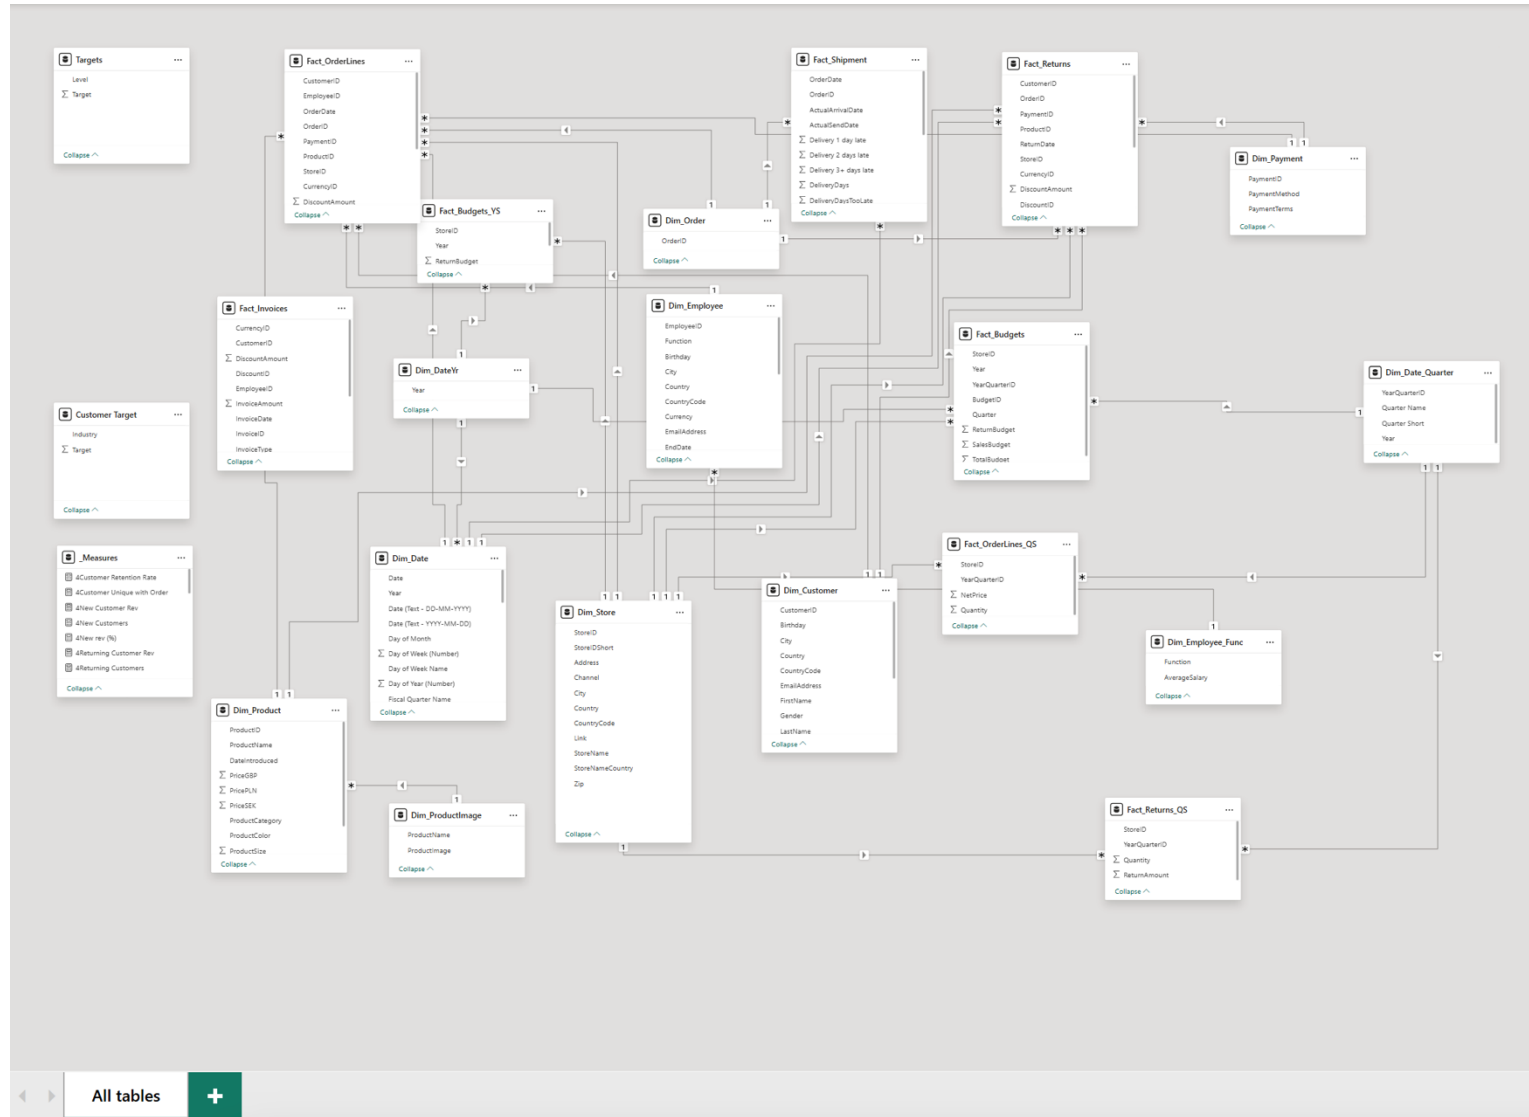 Targets
Level
Target
Collapse
Fact_OrderLines
CustomerID
EmployeeID
OrderDate
OrderID
PaymentID
ProductID
StoreID
CurrencyID
DiscountAmount
Collapse
Fact_Shipment
OrderDate
OrderID
ActualArrivalDate
ActualSendDate
Delivery 1 day late
Delivery 2 days late
Delivery 3+ days late
DeliveryDays
DeliveryDaysTooLate
Collapse
Fact_Returns
CustomerID
OrderID
PaymentID
ProductID
ReturnDate
StoreID
CurrencyID
DiscountAmount
DiscountID
Collapse
Dim_Payment
PaymentID
PaymentMethod
PaymentTerms
Collapse
Fact_Budgets_YS
StoreID
Year
ReturnBudget
Collapse
Dim_Order
OrderID
Collapse
Fact_Invoices
CurrencyID
CustomerID
DiscountAmount
DiscountID
EmployeeID
InvoiceAmount
InvoiceDate
InvoiceID
InvoiceType
Collapse
Dim_Employee
EmployeeID
Function
Birthday
City
Country
CountryCode
Currency
EmailAddress
EndDate
Collapse
Dim_DateYr
Year
Collapse
Fact_Budgets
StoreID
Year
YearQuarterID
BudgetID
Quarter
ReturnBudget
SalesBudget
TotalBudget
Collapse
Dim_Date_Quarter
YearQuarterID
Quarter Name
Quarter Short
Year
Collapse
Customer Target
Industry
Target
Collapse
_Measures
4Customer Retention Rate
4Customer Unique with Order
4New Customer Rev
4New Customers
4New rev (%)
4Returning Customer Rev
4Returning Customers
Collapse
Dim_Date
Date
Year
Date (Text - DD-MM-YYYY)
Date (Text - YYYY-MM-DD)
Day of Month
Day of Week (Number)
Day of Week Name
Day of Year (Number)
Fiscal Quarter Name
Collapse
Dim_Store
StoreID
StoreIDShort
Address
Channel
City
Country
CountryCode
Link
StoreName
StoreNameCountry
Zip
Collapse
Dim_Customer
CustomerID
Birthday
City
Country
CountryCode
EmailAddress
FirstName
Gender
LastName
Collapse
Fact_OrderLines_QS
StoreID
YearQuarterID
NetPrice
Quantity
Collapse
Dim_Employee_Func
Function
AverageSalary
Collapse
Dim_Product
ProductID
ProductName
DateIntroduced
PriceGBP
PricePLN
PriceSEK
ProductCategory
ProductColor
ProductSize
Collapse
Dim_ProductImage
ProductName
ProductImage
Collapse
Fact_Returns_QS
StoreID
YearQuarterID
Quantity
ReturnAmount
Collapse
All tables